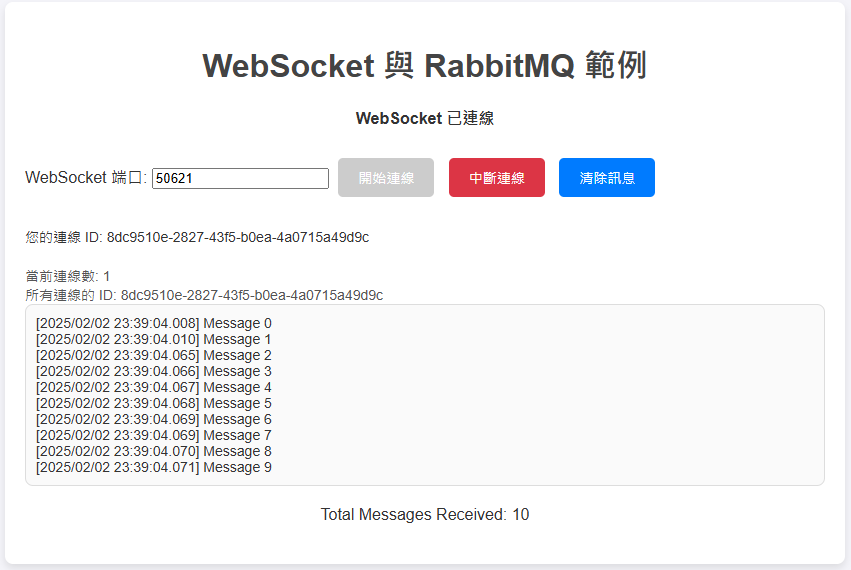 WebSocket 與 RabbitMQ 範例
WebSocket 已連線
WebSocket 端口: 50621 開始連線 中斷連線 清除訊息
您的連線 ID: 8dc9510e-2827-43f5-b0ea-4a0715a49d9c
當前連線數: 1
所有連線的 ID: 8dc9510e-2827-43f5-b0ea-4a0715a49d9c
[2025/02/02 23:39:04.008] Message 0
[2025/02/02 23:39:04.010] Message 1
[2025/02/02 23:39:04.065] Message 2
[2025/02/02 23:39:04.066] Message 3
[2025/02/02 23:39:04.067] Message 4
[2025/02/02 23:39:04.068] Message 5
[2025/02/02 23:39:04.069] Message 6
[2025/02/02 23:39:04.069] Message 7
[2025/02/02 23:39:04.070] Message 8
[2025/02/02 23:39:04.071] Message 9
Total Messages Received: 10